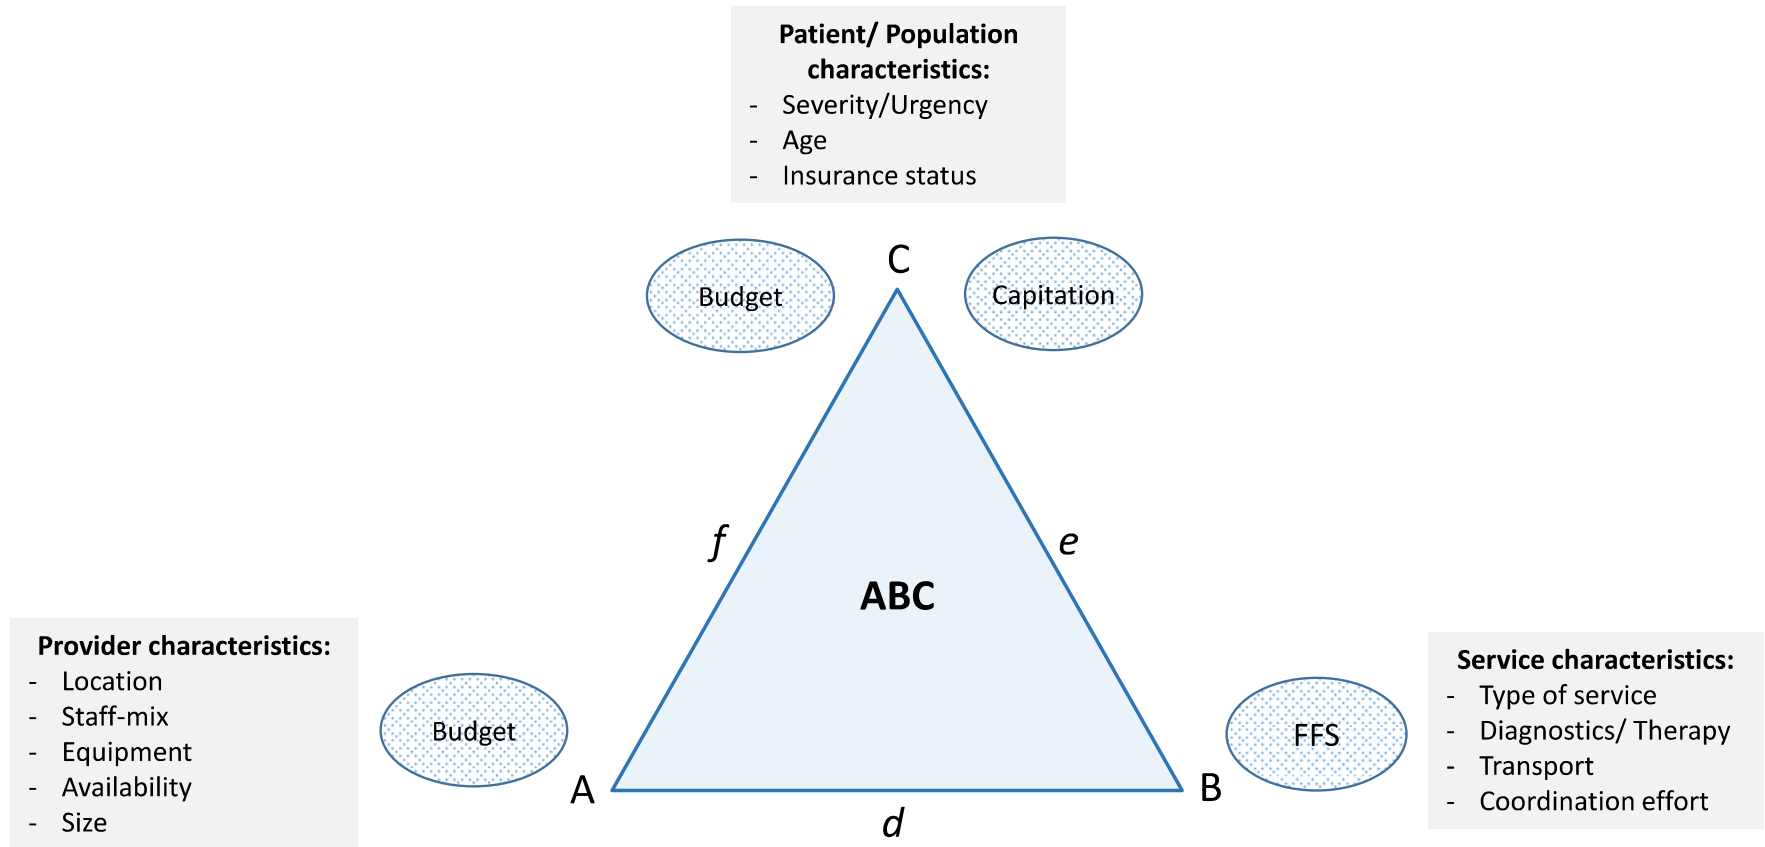 Patient/ Population
characteristics:
- Severity/Urgency
- Age
- Insurance status
C
Budget
Capitation
f
e
ABC
Provider characteristics:
- Location
- Staff-mix
- Equipment
- Availability
- Size
Budget
A
d
B
FFS
Service characteristics:
- Type of service
- Diagnostics/ Therapy
- Transport
- Coordination effort